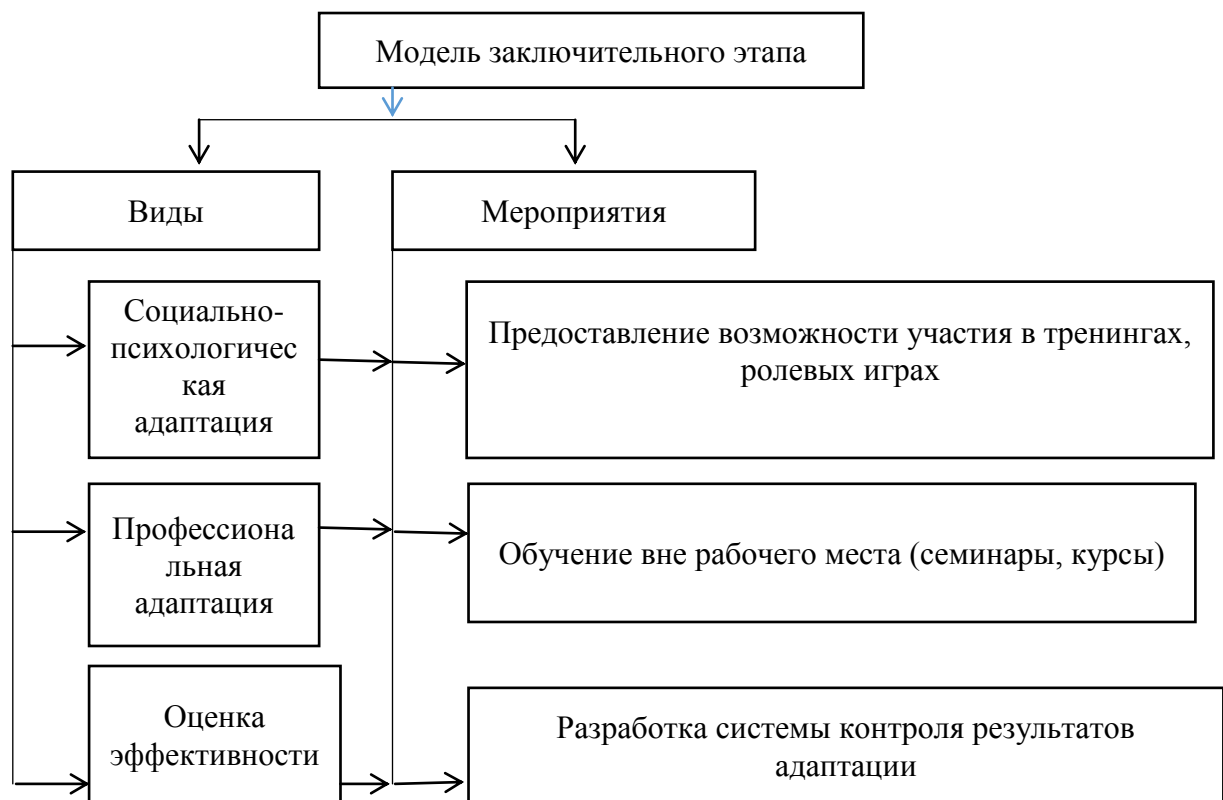 Модель заключительного этапа
Виды
Мероприятия
Социально-
психологичес
кая
адаптация
Предоставление возможности участия в тренингах,
ролевых играх
Профессиона
льная
адаптация
Обучение вне рабочего места (семинары, курсы)
Оценка
эффективности
Разработка системы контроля результатов
адаптации